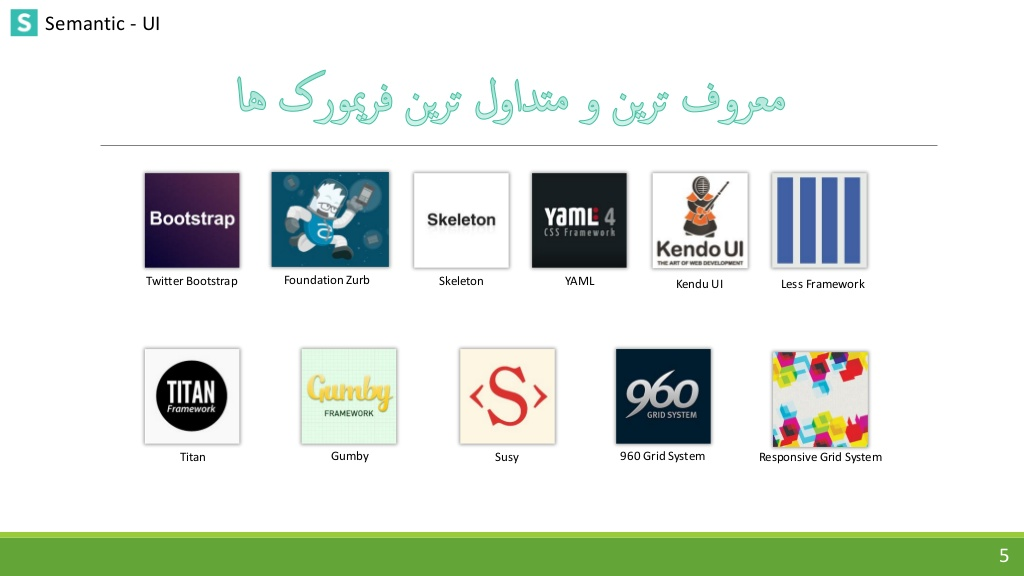 S Semantic - UI
معروف ترین و متداول ترین فریمورک ها
Bootstrap
Skeleton
YAML 4
CSS Framework
Kendo UI
THE ART OF WEB DEVELOPMENT
Twitter Bootstrap
Foundation Zurb
Skeleton
YAML
Kendu UI
Less Framework
TITAN
Framework
Gumby
FRAMEWORK
<S>
960
GRID SYSTEM
Titan
Gumby
Susy
960 Grid System
Responsive Grid System
5